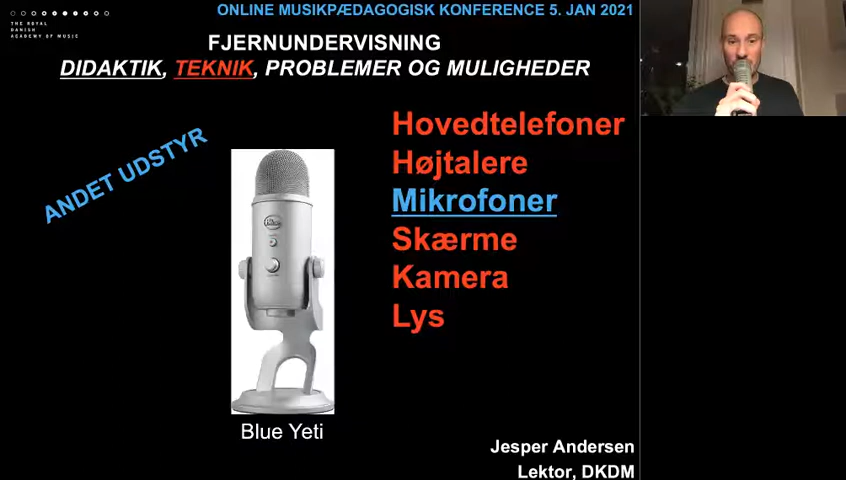 ONLINE MUSIKPÆDAGOGISK KONFERENCE 5. JAN 2021
THE ROYAL
DANISH
ACADEMY OF MUSIC
FJERNUNDERVISNING
DIDAKTIK, TEKNIK, PROBLEMER OG MULIGHEDER
ANDET UDSTYR
Hovedtelefoner
Højtalere
Mikrofoner
Skærme
Kamera
Lys
Blue Yeti
Jesper Andersen
Lektor, DKDM